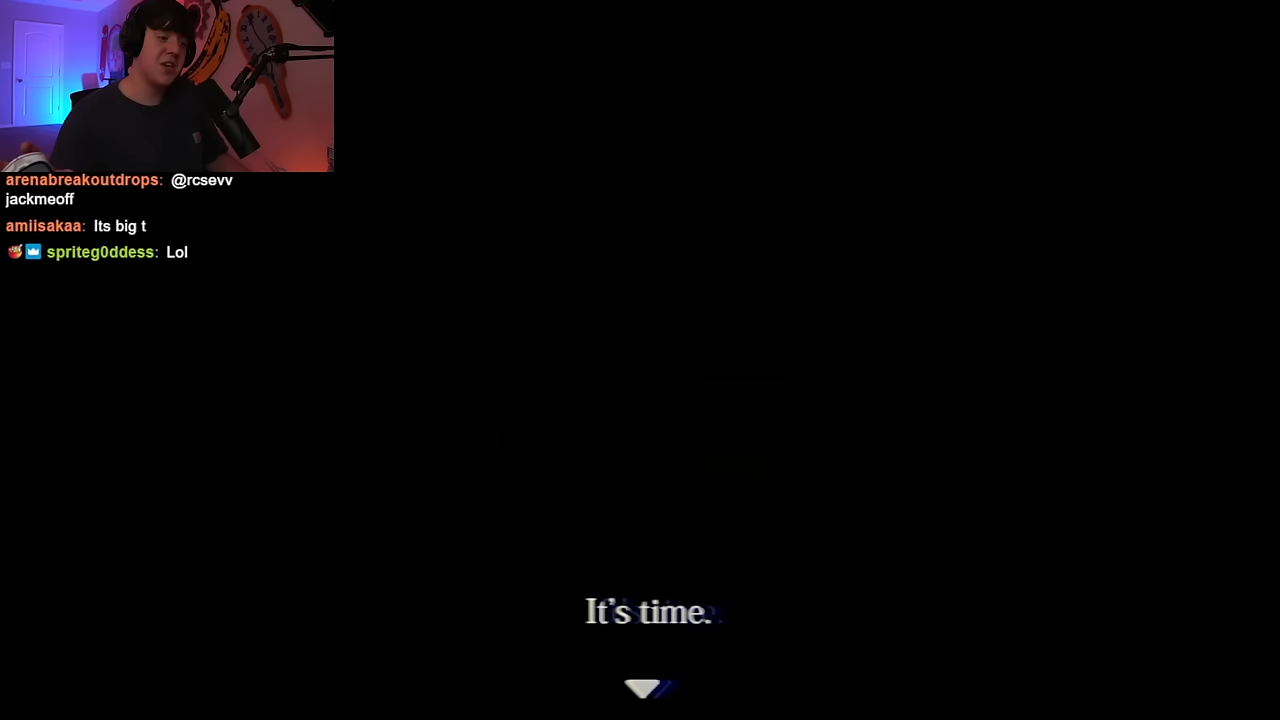 arenabreakoutdrops: @rcsevv
jackmeoff
amiisakaa: Its big t
spriteg0ddess: Lol
It's time.